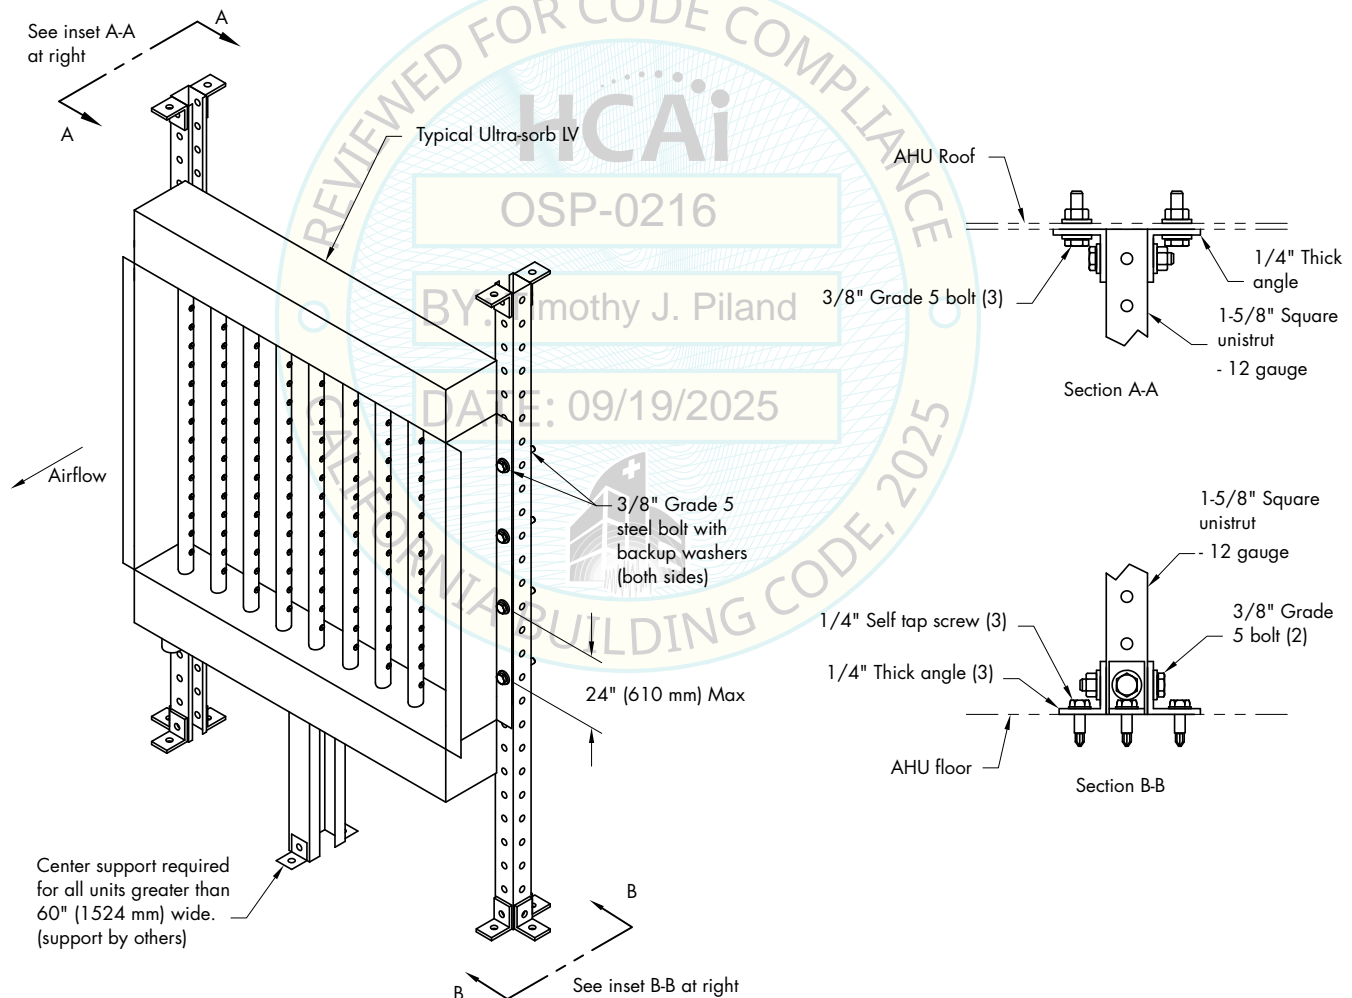 See inset A-A
at right
A
A
Typical Ultra-sorb LV
Airflow
3/8" Grade 5
steel bolt with
backup washers
(both sides)
24" (610 mm) Max
Center support required
for all units greater than
60" (1524 mm) wide.
(support by others)
B
B
See inset B-B at right
AHU Roof
3/8" Grade 5 bolt (3)
1/4" Thick
angle
1-5/8" Square
unistrut
- 12 gauge
Section A-A
1-5/8" Square
unistrut
- 12 gauge
1/4" Self tap screw (3)
3/8" Grade
5 bolt (2)
1/4" Thick angle (3)
AHU floor
Section B-B
REVIEWED FOR CODE COMPLIANCE
HCAi
OSP-0216
BY: Timothy J. Piland
DATE: 09/19/2025
CALIFORNIA BUILDING CODE, 2025